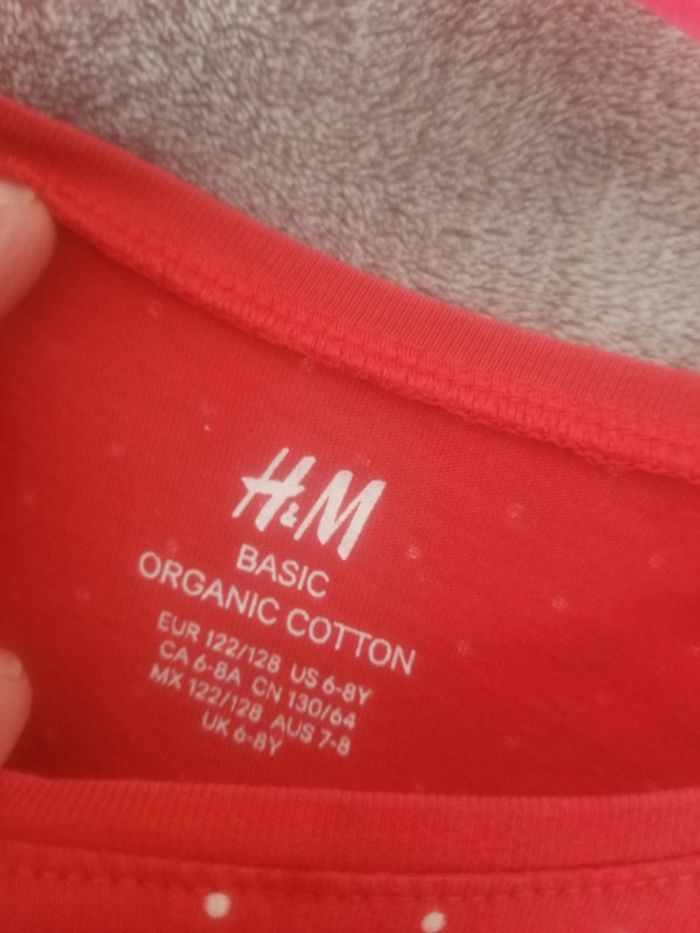 H&M
BASIC
ORGANIC COTTON
EUR 122/128 US 6-8Y
CA 6-8A CN 130/64
MX 122/128 AUS 7-8
UK 6-8Y